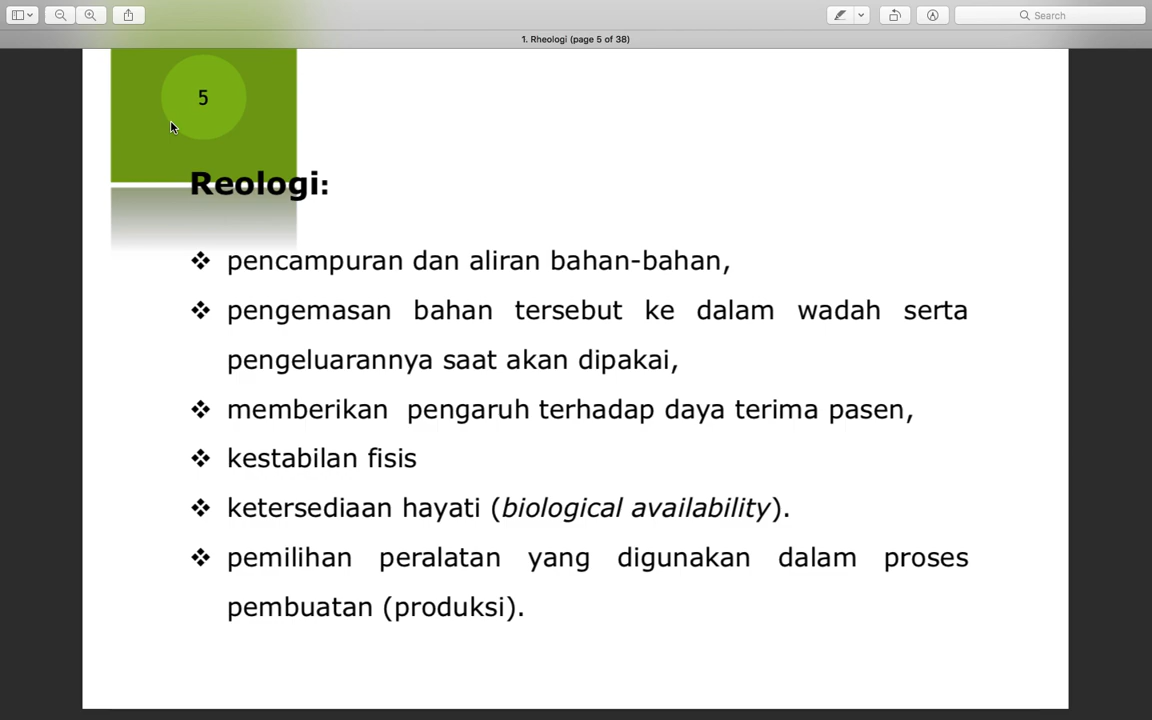 Search
1. Rheologi (page 5 of 38)
5
Reologi:
❖ pencampuran dan aliran bahan-bahan,
❖ pengemasan bahan tersebut ke dalam wadah serta
pengeluarannya saat akan dipakai,
❖ memberikan pengaruh terhadap daya terima pasen,
❖ kestabilan fisis
❖ ketersediaan hayati (biological availability).
❖ pemilihan peralatan yang digunakan dalam proses
pembuatan (produksi).